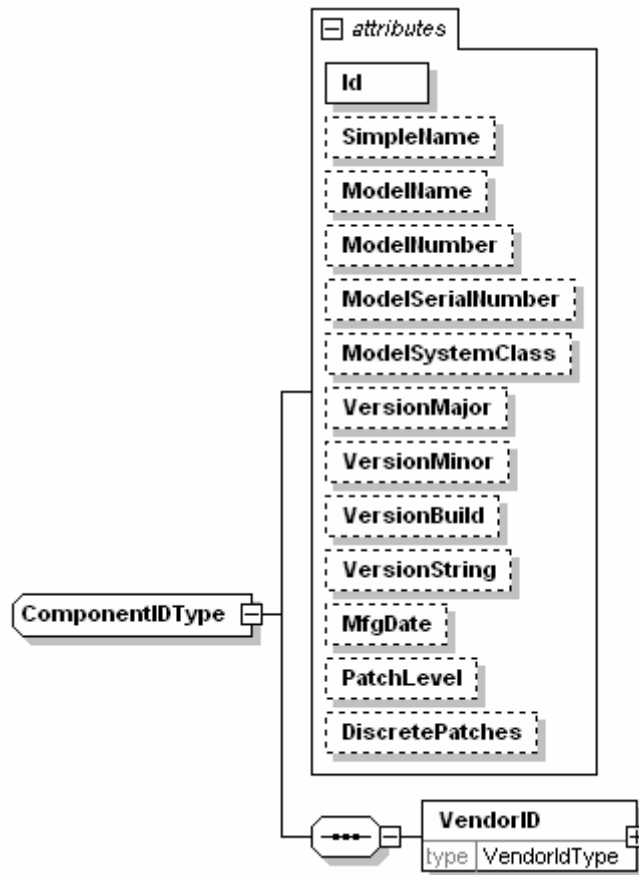 attributes
Id
SimpleName
ModelName
ModelNumber
ModelSerialNumber
ModelSystemClass
VersionMajor
VersionMinor
VersionBuild
VersionString
MfgDate
PatchLevel
DiscretePatches
ComponentIDType
VendorID
type VendorIdType